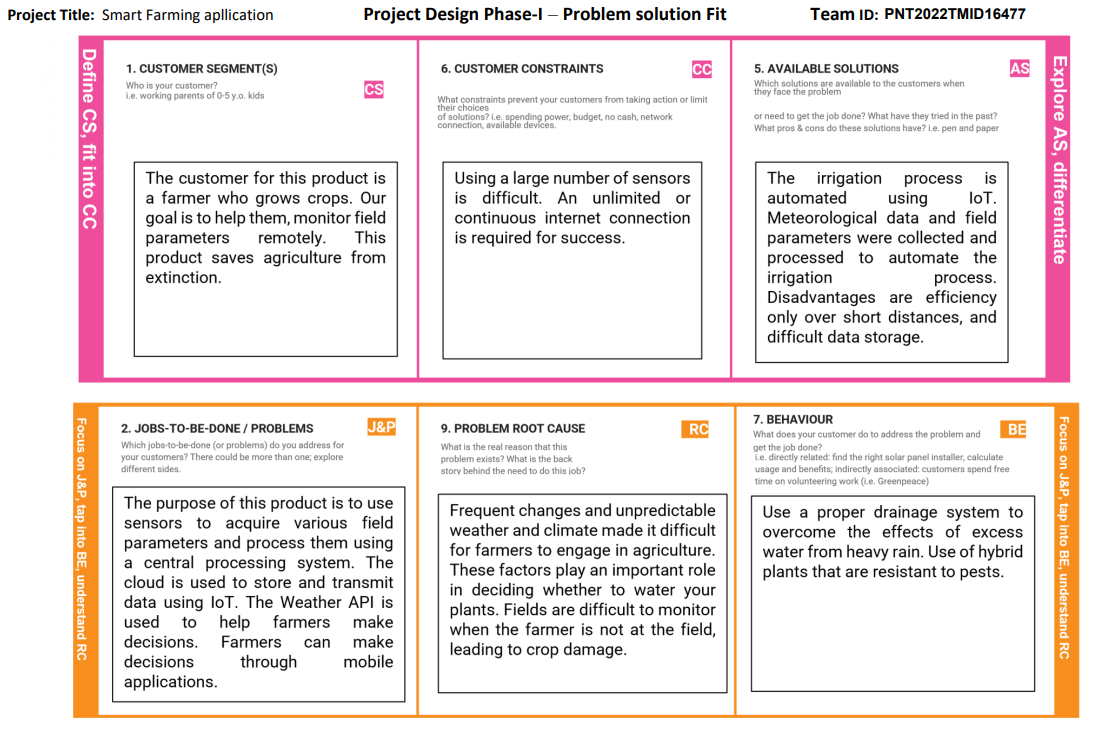 Project Title: Smart Farming apllication
Project Design Phase-I – Problem solution Fit
Team ID: PNT2022TMID16477
Define CS, fit into CC
1. CUSTOMER SEGMENT(S)
Who is your customer?
i.e. working parents of 0-5 y.o. kids
CS
The customer for this product is
a farmer who grows crops. Our
goal is to help them, monitor field
parameters remotely. This
product saves agriculture from
extinction.
6. CUSTOMER CONSTRAINTS
CC
What constraints prevent your customers from taking action or limit
their choices
of solutions? i.e. spending power, budget, no cash, network
connection, available devices.
Using a large number of sensors
is difficult. An unlimited or
continuous internet connection
is required for success.
5. AVAILABLE SOLUTIONS
AS
Which solutions are available to the customers when
they face the problem
or need to get the job done? What have they tried in the past?
What pros & cons do these solutions have? i.e. pen and paper
The irrigation process is
automated using IoT.
Meteorological data and field
parameters were collected and
processed to automate the
irrigation process.
Disadvantages are efficiency
only over short distances, and
difficult data storage.
Explore AS, differentiate
Focus on J&P, tap into BE, understand RC
2. JOBS-TO-BE-DONE / PROBLEMS
J&P
Which jobs-to-be-done (or problems) do you address for
your customers? There could be more than one; explore
different sides.
The purpose of this product is to use
sensors to acquire various field
parameters and process them using
a central processing system. The
cloud is used to store and transmit
data using IoT. The Weather API is
used to help farmers make
decisions. Farmers can make
decisions through mobile
applications.
9. PROBLEM ROOT CAUSE
RC
What is the real reason that this
problem exists? What is the back
story behind the need to do this job?
Frequent changes and unpredictable
weather and climate made it difficult
for farmers to engage in agriculture.
These factors play an important role
in deciding whether to water your
plants. Fields are difficult to monitor
when the farmer is not at the field,
leading to crop damage.
7. BEHAVIOUR
BE
What does your customer do to address the problem and
get the job done?
i.e. directly related: find the right solar panel installer, calculate
usage and benefits; indirectly associated: customers spend free
time on volunteering work (i.e. Greenpeace)
Use a proper drainage system to
overcome the effects of excess
water from heavy rain. Use of hybrid
plants that are resistant to pests.
Focus on J&P, tap into BE, understand RC